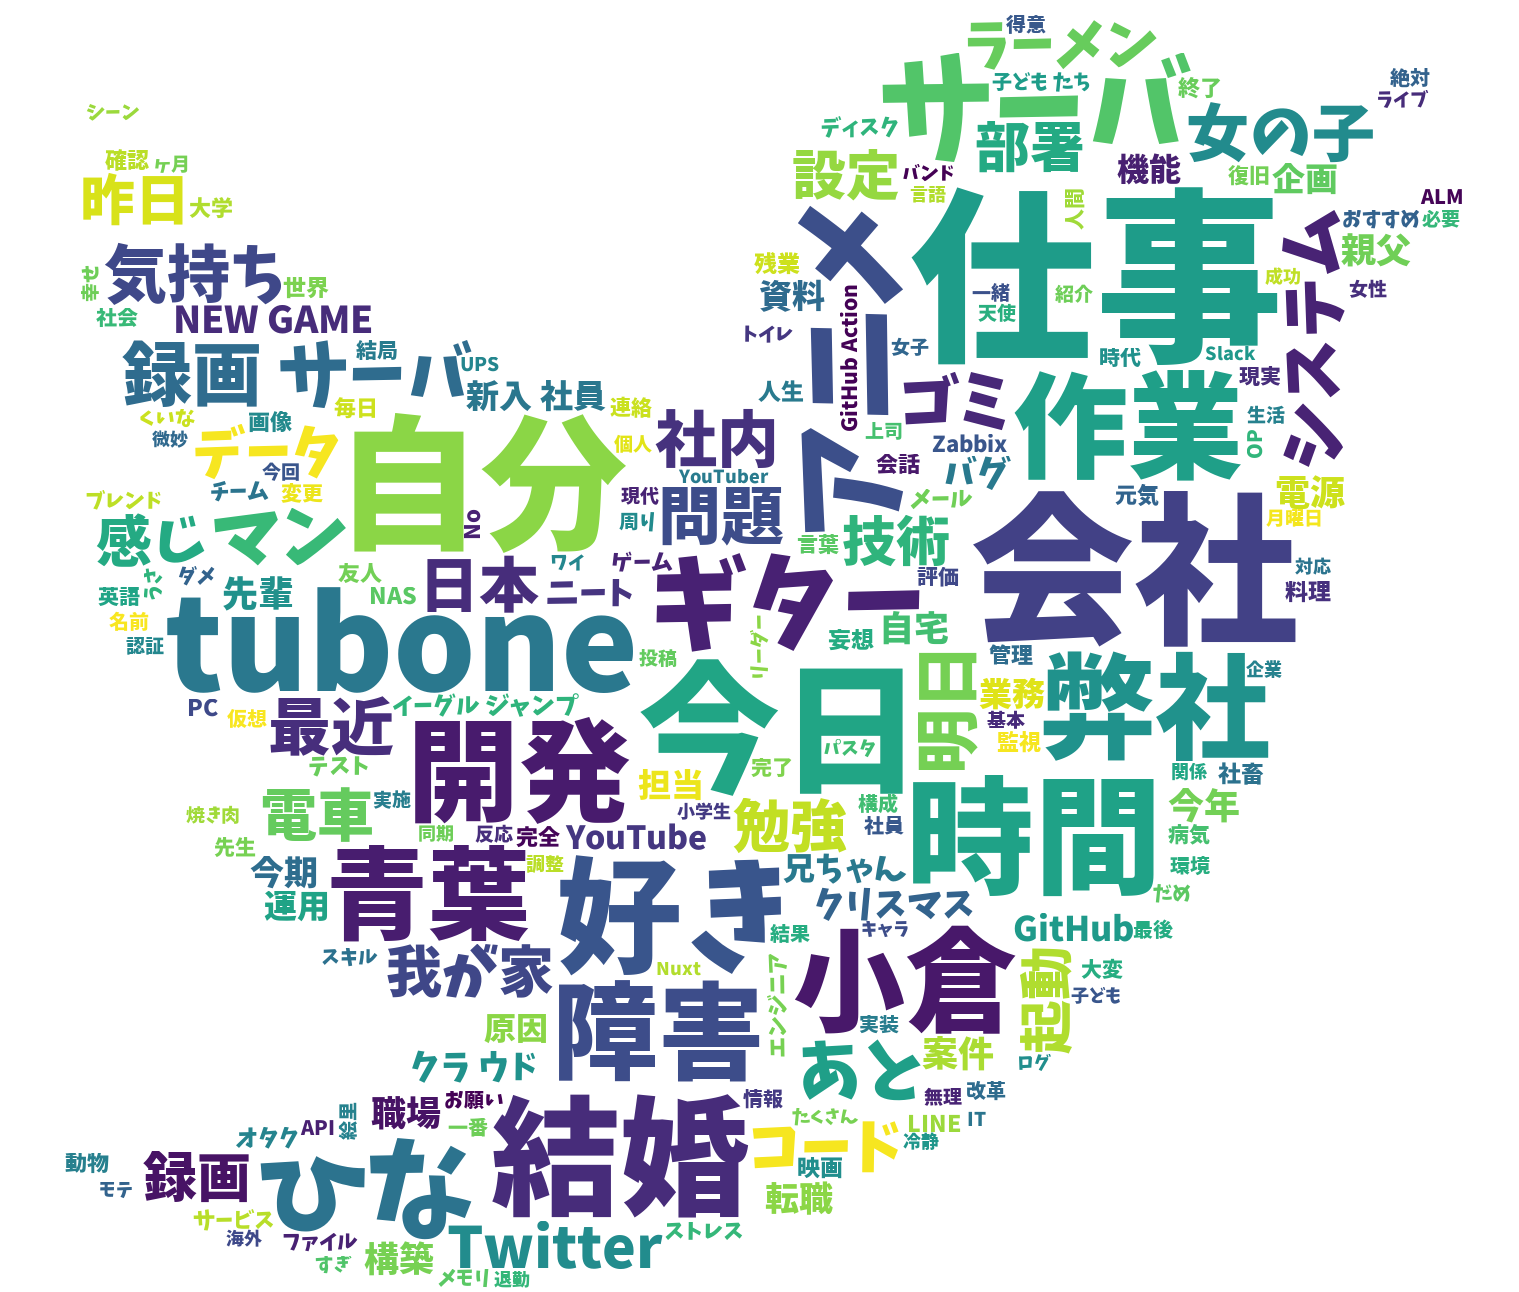 得意
ラーメン
サーバ
子ども たち
終了
絶対
ライブ
女の子
部署
ディスク
設定
バンド
言語
機能
復旧
企画
ALM
おすすめ
必要
親父
シーン
確認
ヶ月
昨日
大学
気持ち
幸せ
世界
社会
NEW GAME
仕事
人間
一緒
天使
紹介
成功
女性
システム
残業
資料
トイレ
アニメ
GitHub Action
女子
時代
Slack
現実
録画 サーバ
結局
UPS
新入 社員
連絡
毎日
くいな
画像
微妙
データ
今回
チーム
変更
自分
個人
社内
人生
ゴミ
上司
会話
Zabbix
バグ
作業
生活
OP
電源
月曜日
元気
YouTuber
現代
周り
問題
メール
言葉
技術
評価
会社
対応
料理
ブレンド
感じ
マン
No
ダメ
うち
英語
先輩
友人
NAS
日本
ワイ
ニート
ゲーム
ギター
名前
認証
tubone
投稿
リーダー
妄想
自宅
管理
企業
弊社
明日
業務
基本
監視
関係
社畜
PC
仮想
最近
イーグル ジャンプ
開発
今日
パスタ
完了
テスト
電車
実施
担当
小学生
勉強
構成
社員
時間
今年
病気
環境
だめ
焼き肉
先生
同期
反応
完全
YouTube
調整
今期
運用
青葉
好き
兄ちゃん
クリスマス
キャラ
GitHub
最後
スキル
我が家
Nuxt
結果
エンジニア
小倉
起動
大変
子ども
実装
原因
障害
クラウド
あと
案件
ログ
情報
無理
改革
たくさん
LINE
IT
冷静
職場
お願い
一番
絵里
API
オタク
結婚
コード
映画
転職
動物
モテ
録画
ひな
サービス
海外
ファイル
すぎ
構築
Twitter
ストレス
メモリ
退勤